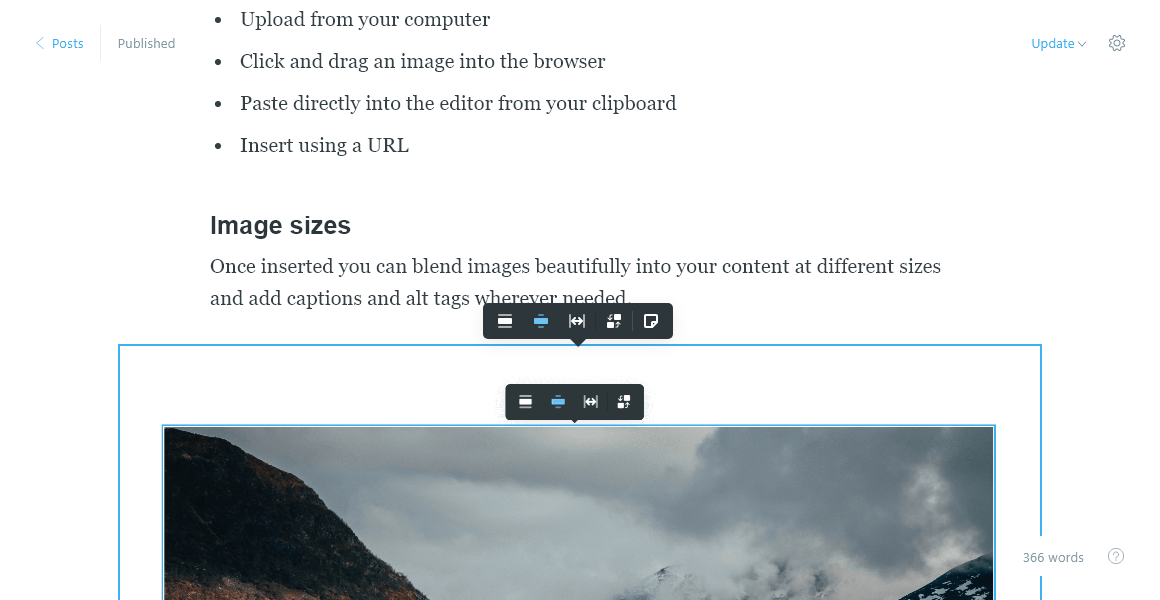 Upload from your computer
Posts
Published
Update
Click and drag an image into the browser
Paste directly into the editor from your clipboard
Insert using a URL
Image sizes
Once inserted you can blend images beautifully into your content at different sizes
and add captions and alt tags wherever needed.
366 words
?